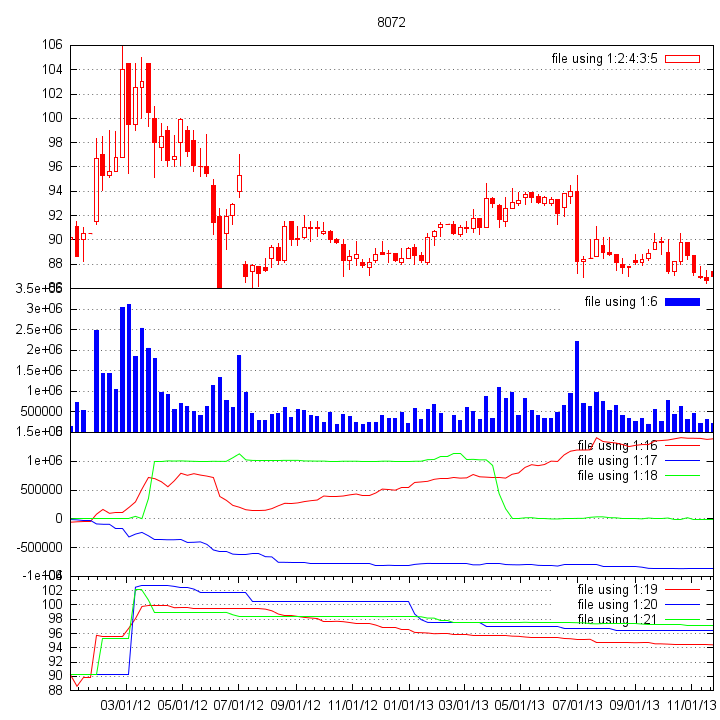 8072
106
file using 1:2:4:3:5
104
102
100
98
96
94
92
90
88
3.5e+06
file using 1:6
3e+06
2.5e+06
2e+06
1.5e+06
1e+06
500000
file using 1:16
file using 1:17
1e+06
file using 1:18
500000
0
-500000
102
file using 1:19
100
file using 1:20
98
file using 1:21
96
94
92
90
88
03/01/12 05/01/12 07/01/12 09/01/12 11/01/12 01/01/13 03/01/13 05/01/13 07/01/13 09/01/13 11/01/13